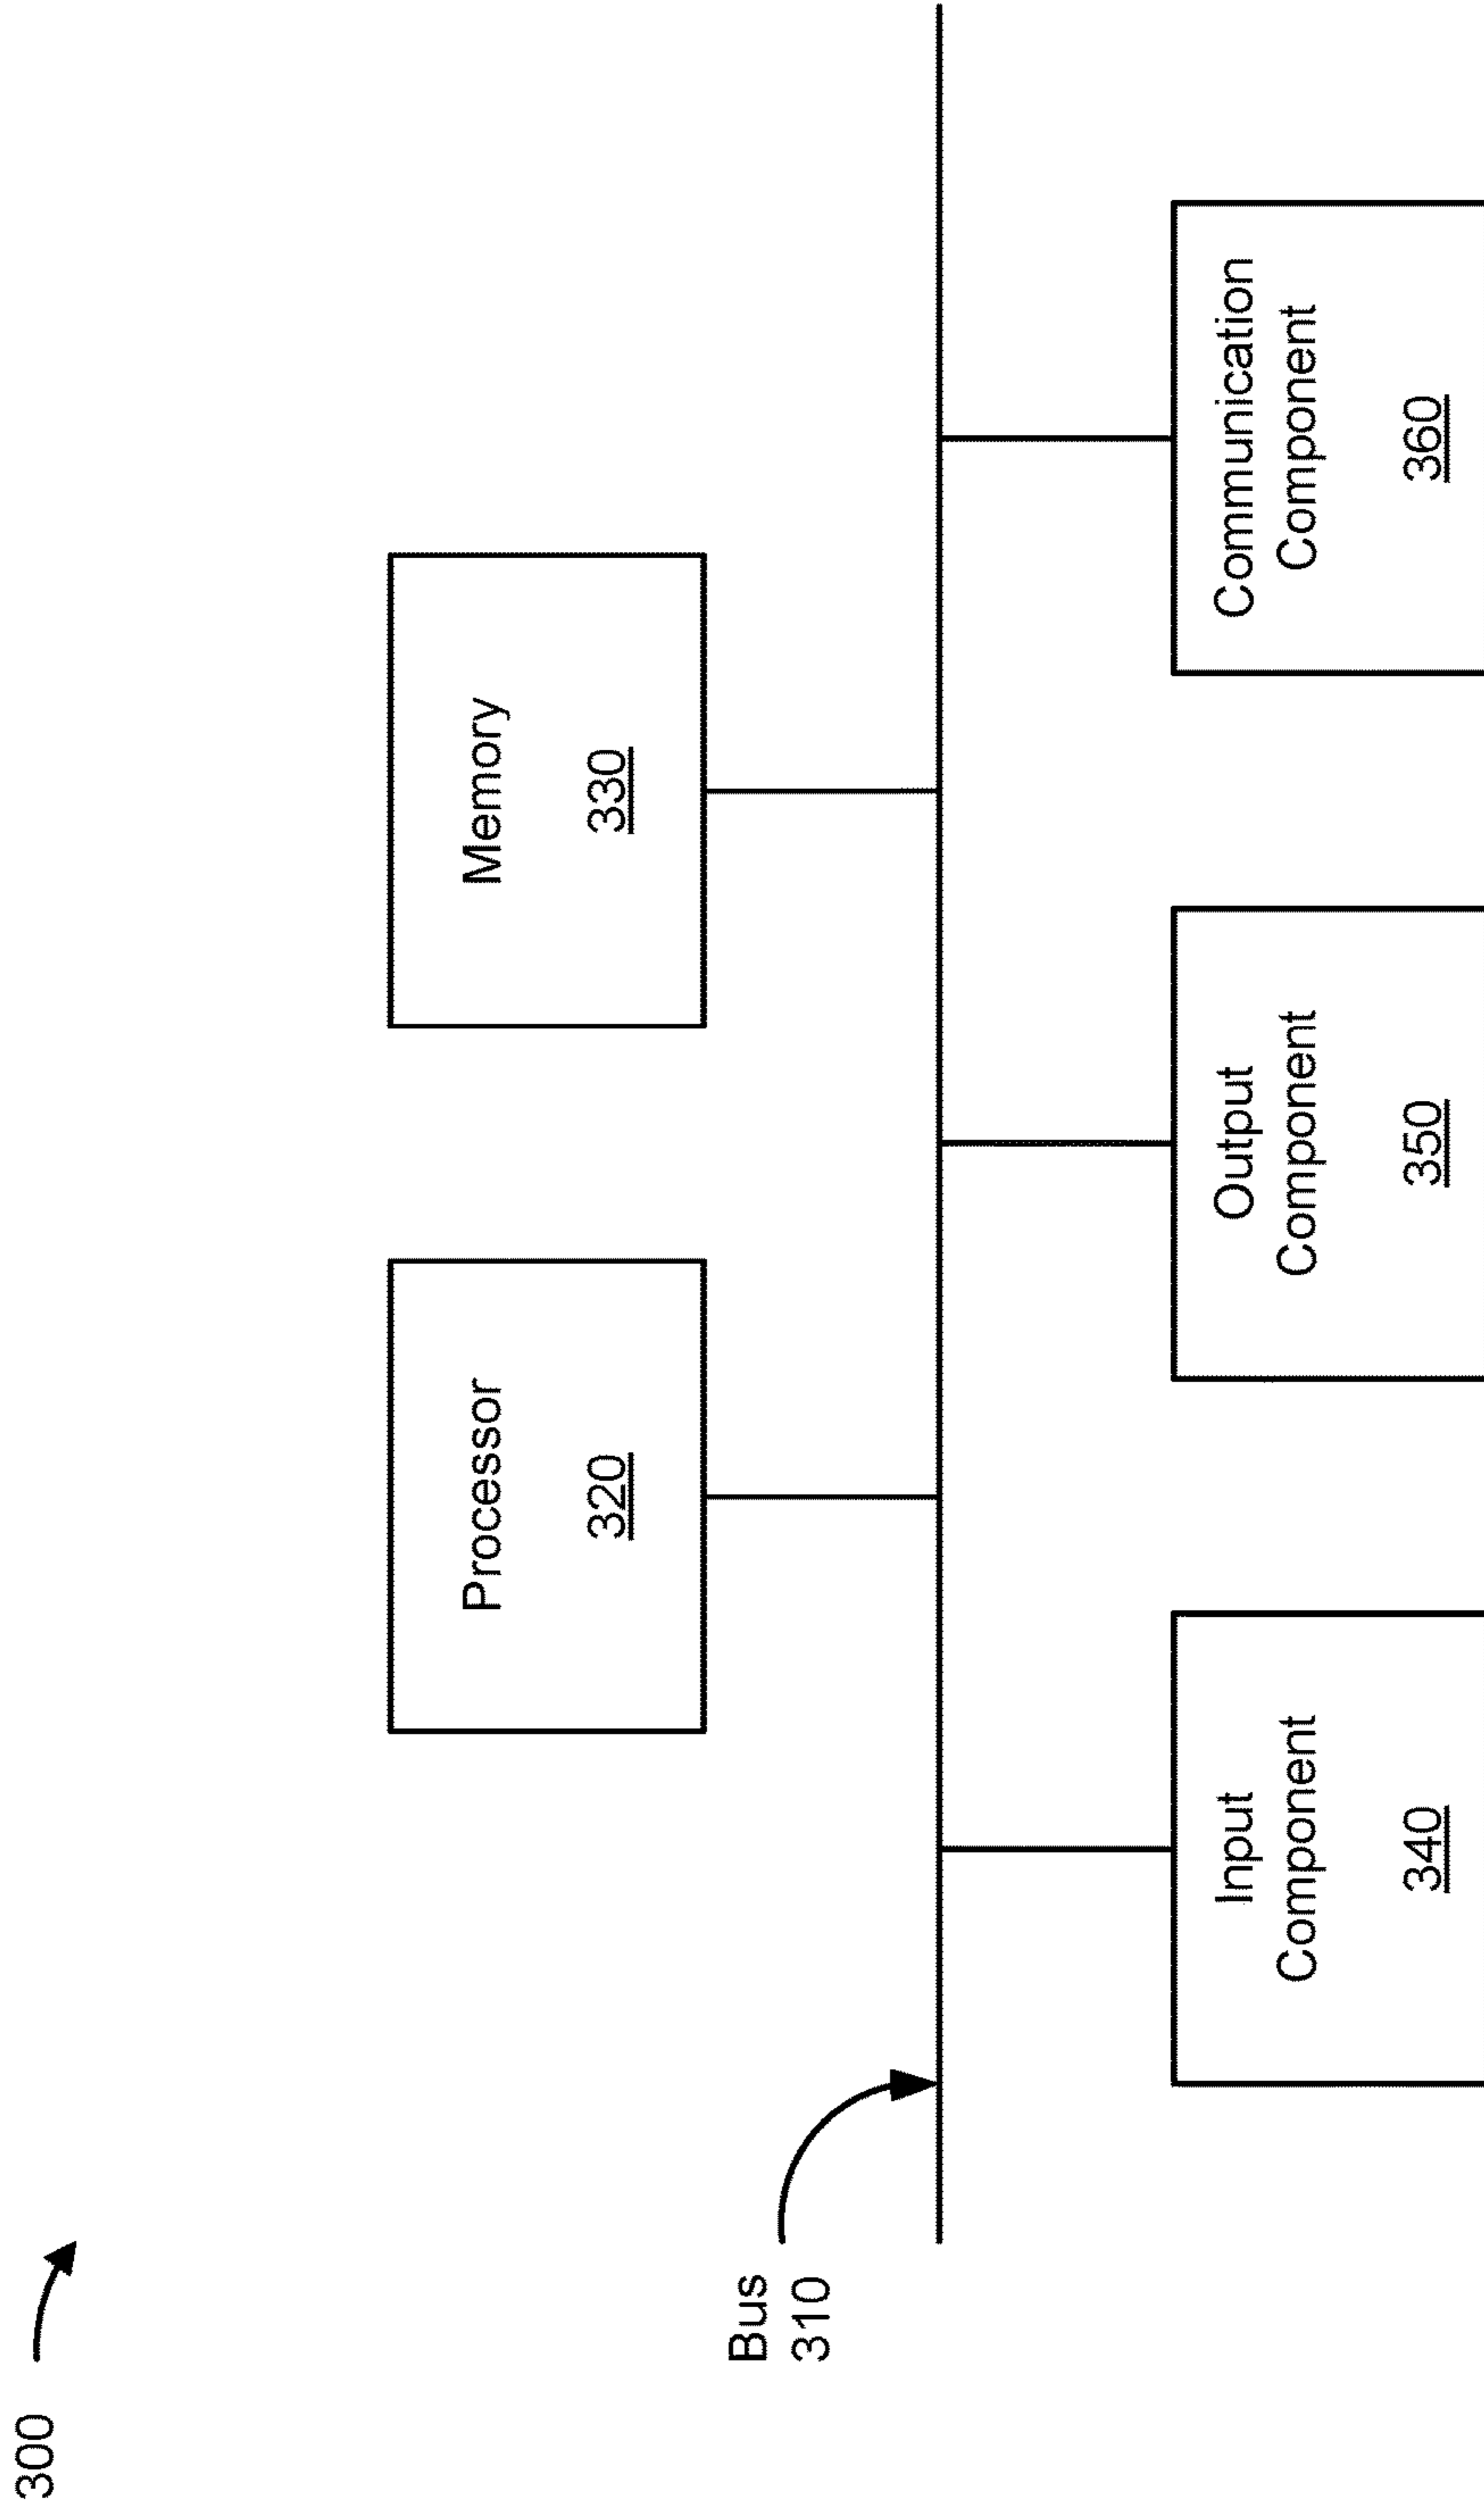 300
Processor
320
Memory
330
Bus
310
Input
Component
340
Output
Component
350
Communication
Component
360